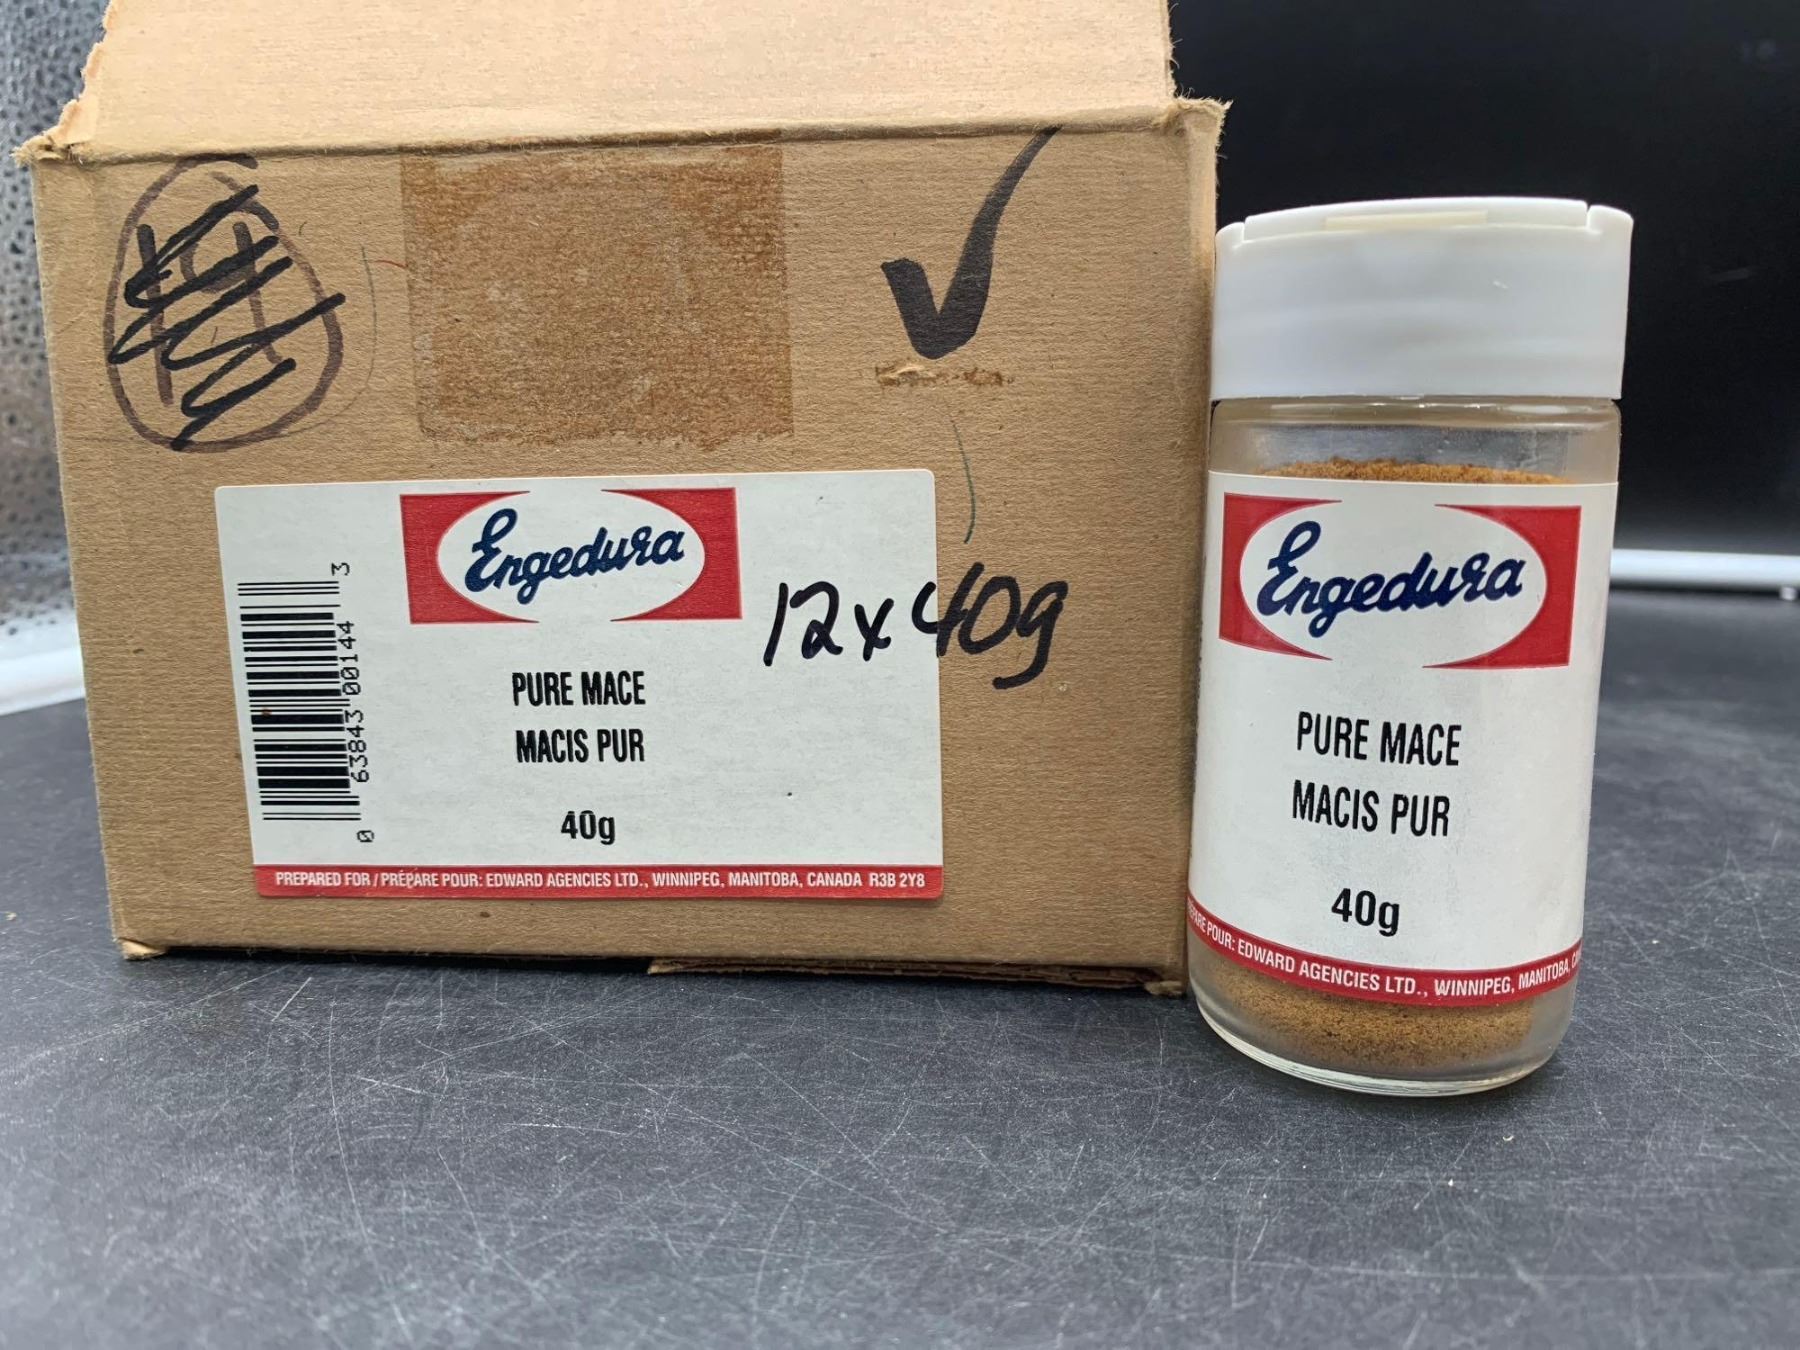 Engedura
12x40g
PURE MACE
MACIS PUR
40g
0 63843 00144 3
PREPARED FOR / PRÉPARE POUR: EDWARD AGENCIES LTD., WINNIPEG, MANITOBA, CANADA R3B 2Y8
Engedura
PURE MACE
MACIS PUR
40g
POUR: EDWARD AGENCIES LTD., WINNIPEG, MANITOBA,